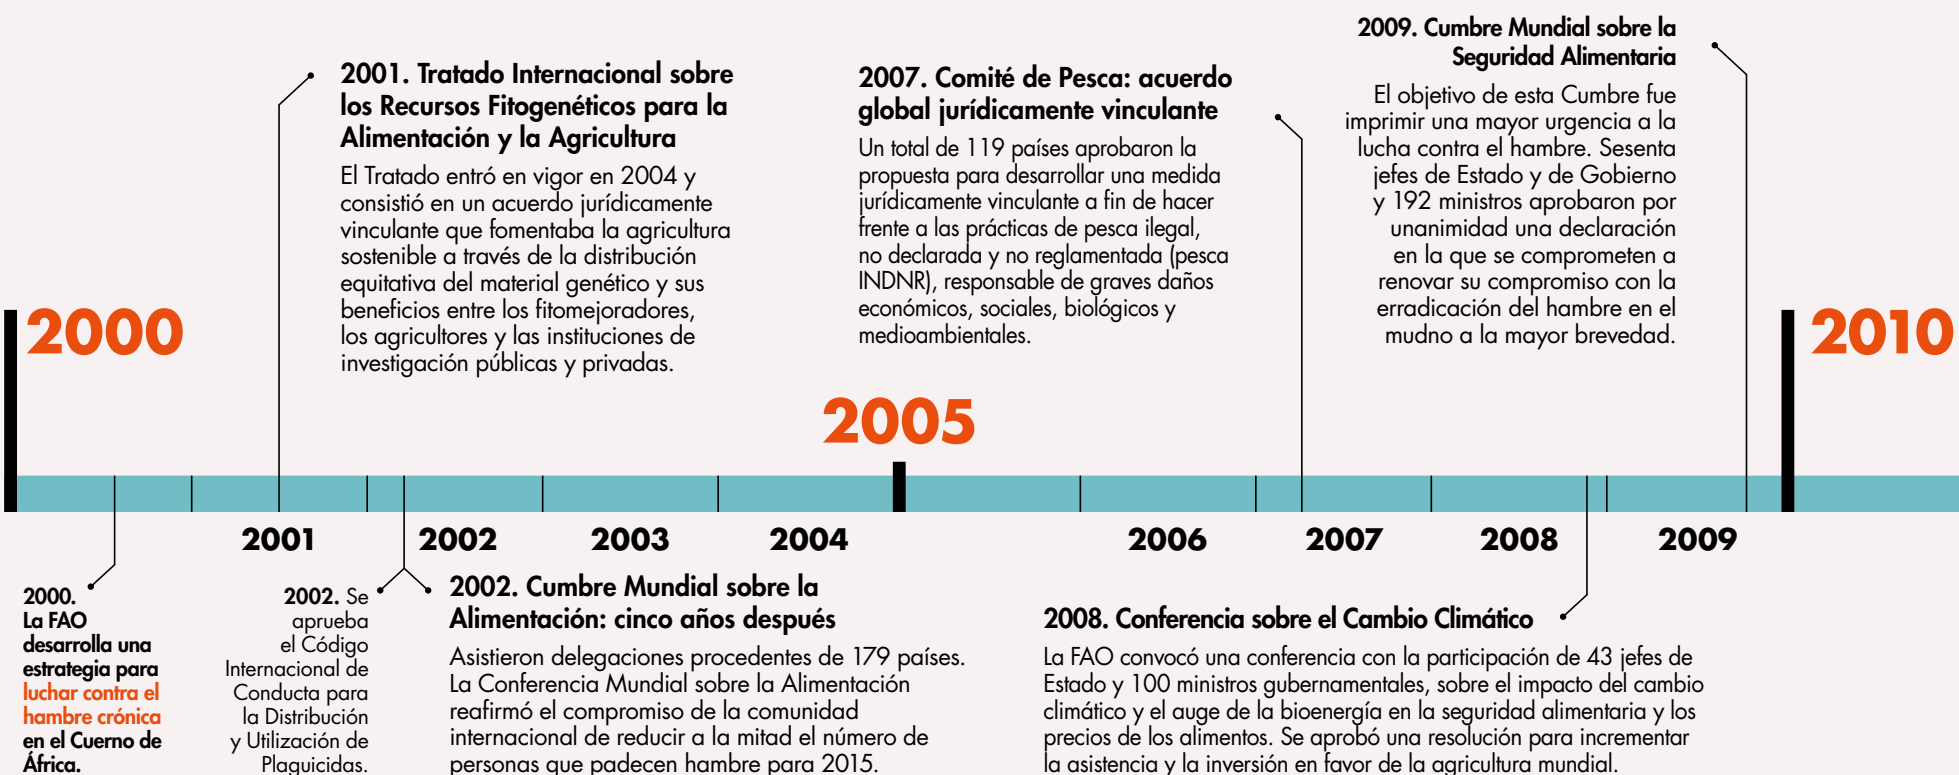 2000
2001. Tratado Internacional sobre
los Recursos Fitogenéticos para la
Alimentación y la Agricultura
El Tratado entró en vigor en 2004 y
consistió en un acuerdo jurídicamente
vinculante que fomentaba la agricultura
sostenible a través de la distribución
equitativa del material genético y sus
beneficios entre los fitomejoradores,
los agricultores y las instituciones de
investigación públicas y privadas.
2005
2007. Comité de Pesca: acuerdo
global jurídicamente vinculante
Un total de 119 países aprobaron la
propuesta para desarrollar una medida
jurídicamente vinculante a fin de hacer
frente a las prácticas de pesca ilegal,
no declarada y no reglamentada (pesca
INDNR), responsable de graves daños
económicos, sociales, biológicos y
medioambientales.
2009. Cumbre Mundial sobre la
Seguridad Alimentaria
El objetivo de esta Cumbre fue
imprimir una mayor urgencia a la
lucha contra el hambre. Sesenta
jefes de Estado y de Gobierno
y 192 ministros aprobaron por
unanimidad una declaración
en la que se comprometen a
renovar su compromiso con la
erradicación del hambre en el
mudno a la mayor brevedad.
2010
2001
2002
2003
2004
2006
2007
2008
2009
2000.
La FAO
desarrolla una
estrategia para
luchar contra el
hambre crónica
en el Cuerno de
África.
2002. Se
aprueba
el Código
Internacional de
Conducta para
la Distribución
y Utilización de
Plaguicidas.
2002. Cumbre Mundial sobre la
Alimentación: cinco años después
Asistieron delegaciones procedentes de 179 países.
La Conferencia Mundial sobre la Alimentación
reafirmó el compromiso de la comunidad
internacional de reducir a la mitad el número de
personas que padecen hambre para 2015.
2008. Conferencia sobre el Cambio Climático
La FAO convocó una conferencia con la participación de 43 jefes de
Estado y 100 ministros gubernamentales, sobre el impacto del cambio
climático y el auge de la bioenergía en la seguridad alimentaria y los
precios de los alimentos. Se aprobó una resolución para incrementar
la asistencia y la inversión en favor de la agricultura mundial.